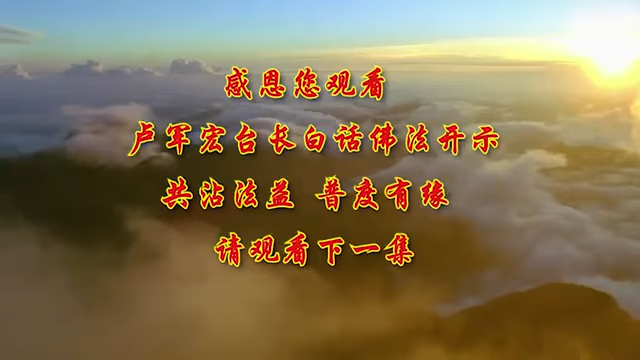 感恩您观看
卢军宏台长白话佛法开示
共沾法益 普度有缘
请观看下一集